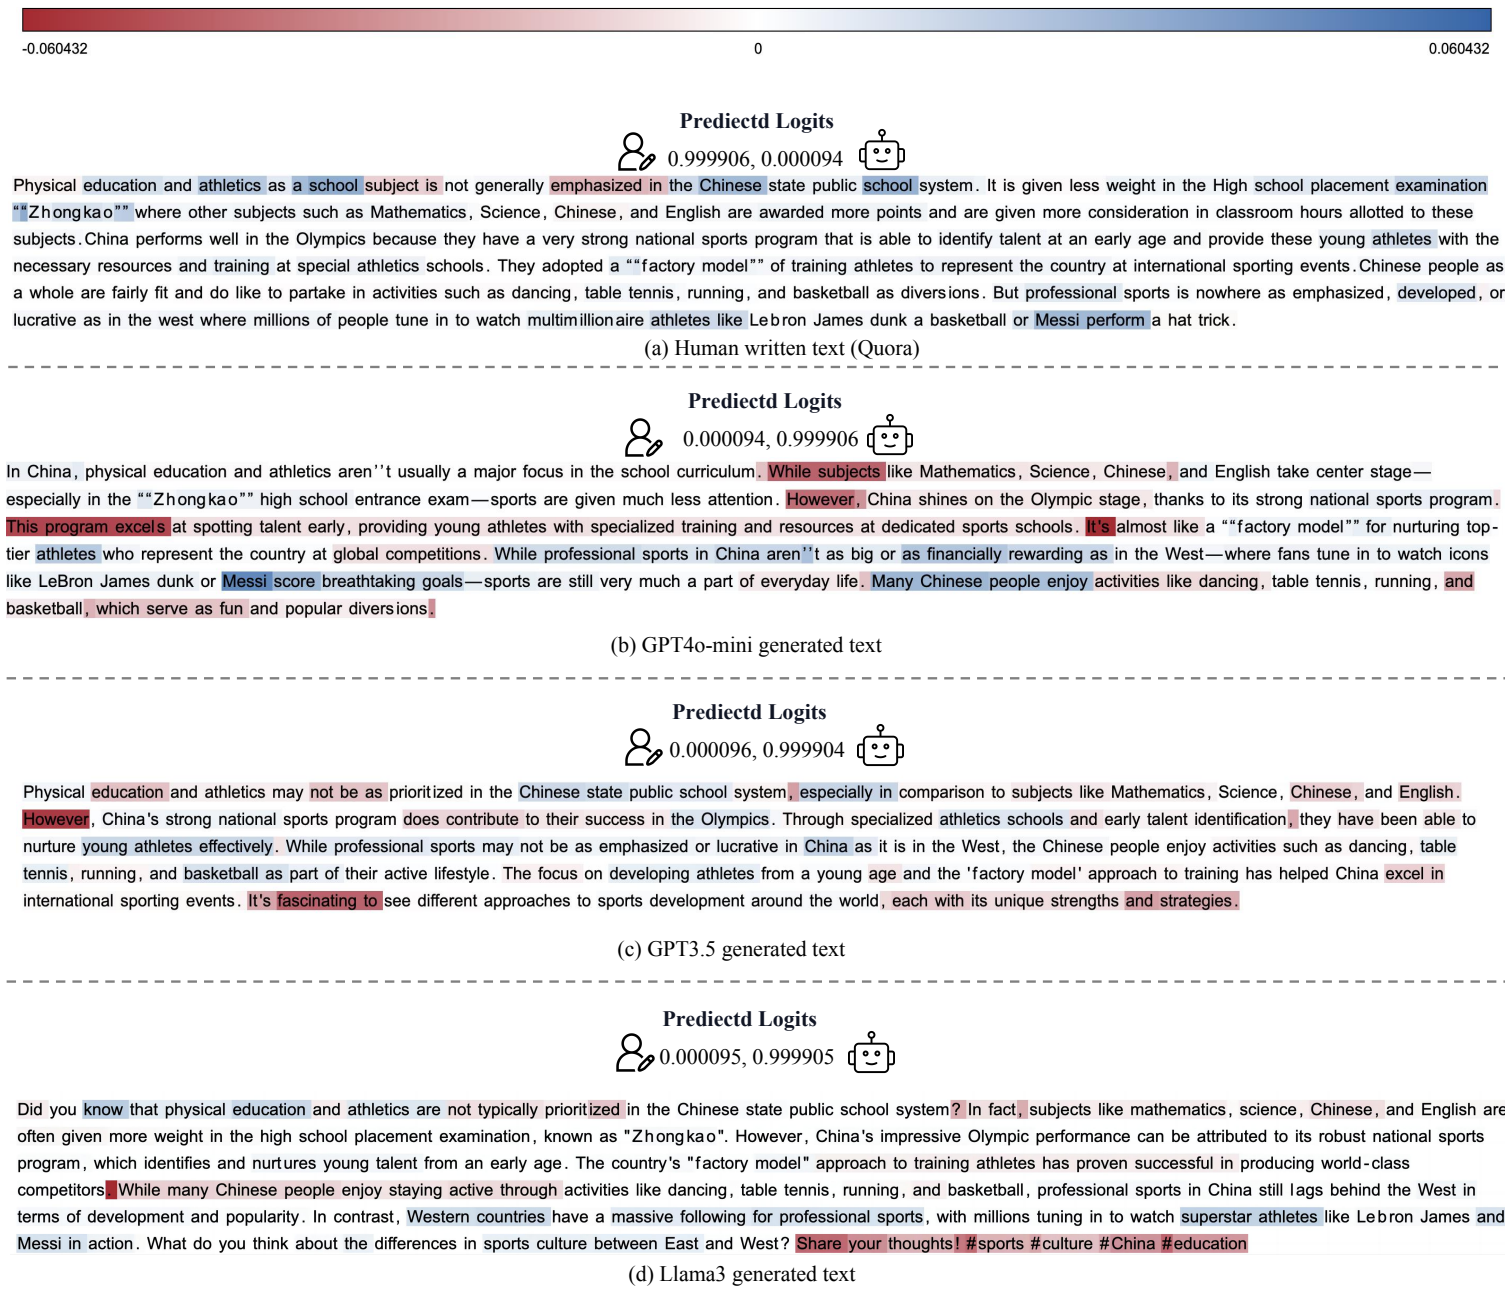 -0.060432 0 0.060432
Prediectd Logits
0.999906, 0.000094
Physical education and athletics as a school subject is not generally emphasized in the Chinese state public school system. It is given less weight in the High school placement examination
““Zhongkao”” where other subjects such as Mathematics, Science, Chinese, and English are awarded more points and are given more consideration in classroom hours allotted to these
subjects.China performs well in the Olympics because they have a very strong national sports program that is able to identify talent at an early age and provide these young athletes with the
necessary resources and training at special athletics schools. They adopted a ““factory model”” of training athletes to represent the country at international sporting events.Chinese people as
a whole are fairly fit and do like to partake in activities such as dancing, table tennis, running, and basketball as diversions. But professional sports is nowhere as emphasized, developed, or
lucrative as in the west where millions of people tune in to watch multimillionaire athletes like Lebron James dunk a basketball or Messi perform a hat trick.
(a) Human written text (Quora)
Prediectd Logits
0.000094, 0.999906
In China, physical education and athletics aren’’t usually a major focus in the school curriculum. While subjects like Mathematics, Science, Chinese, and English take center stage—
especially in the ““Zhongkao”” high school entrance exam—sports are given much less attention. However, China shines on the Olympic stage, thanks to its strong national sports program.
This program excels at spotting talent early, providing young athletes with specialized training and resources at dedicated sports schools. It's almost like a ““factory model”” for nurturing top-
tier athletes who represent the country at global competitions. While professional sports in China aren’’t as big or as financially rewarding as in the West—where fans tune in to watch icons
like LeBron James dunk or Messi score breathtaking goals—sports are still very much a part of everyday life. Many Chinese people enjoy activities like dancing, table tennis, running, and
basketball, which serve as fun and popular diversions.
(b) GPT4o-mini generated text
Prediectd Logits
0.000096, 0.999904
Physical education and athletics may not be as prioritized in the Chinese state public school system, especially in comparison to subjects like Mathematics, Science, Chinese, and English.
However, China's strong national sports program does contribute to their success in the Olympics. Through specialized athletics schools and early talent identification, they have been able to
nurture young athletes effectively. While professional sports may not be as emphasized or lucrative in China as it is in the West, the Chinese people enjoy activities such as dancing, table
tennis, running, and basketball as part of their active lifestyle. The focus on developing athletes from a young age and the 'factory model' approach to training has helped China excel in
international sporting events. It's fascinating to see different approaches to sports development around the world, each with its unique strengths and strategies.
(c) GPT3.5 generated text
Prediectd Logits
0.000095, 0.999905
Did you know that physical education and athletics are not typically prioritized in the Chinese state public school system? In fact, subjects like mathematics, science, Chinese, and English are
often given more weight in the high school placement examination, known as "Zhongkao". However, China's impressive Olympic performance can be attributed to its robust national sports
program, which identifies and nurtures young talent from an early age. The country's "factory model" approach to training athletes has proven successful in producing world-class
competitors. While many Chinese people enjoy staying active through activities like dancing, table tennis, running, and basketball, professional sports in China still lags behind the West in
terms of development and popularity. In contrast, Western countries have a massive following for professional sports, with millions tuning in to watch superstar athletes like Lebron James and
Messi in action. What do you think about the differences in sports culture between East and West? Share your thoughts! #sports #culture #China #education
(d) Llama3 generated text